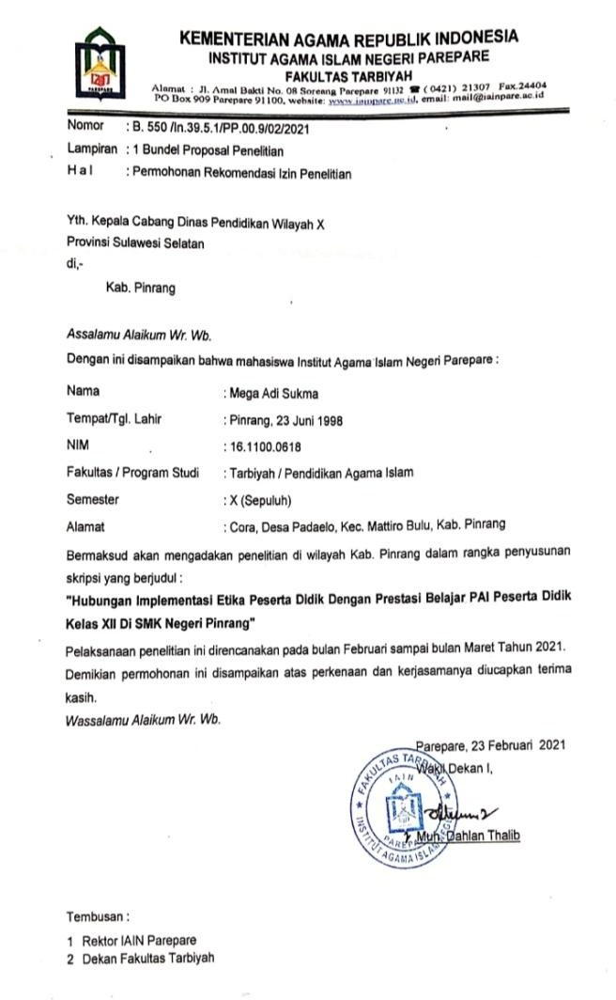 KEMENTERIAN AGAMA REPUBLIK INDONESIA
INSTITUT AGAMA ISLAM NEGERI PAREPARE
FAKULTAS TARBIYAH
Alamat : Jl. Amal Bakti No. 08 Soreang Parepare 91132 ☎ (0421) 21307 Fax.24404
PO Box 909 Parepare 91100, website: www.iainpare.ac.id, email: mail@iainpare.ac.id
Nomor : B. 550 /In.39.5.1/PP.00.9/02/2021
Lampiran : 1 Bundel Proposal Penelitian
H a l : Permohonan Rekomendasi Izin Penelitian
Yth. Kepala Cabang Dinas Pendidikan Wilayah X
Provinsi Sulawesi Selatan
di,-
Kab. Pinrang
Assalamu Alaikum Wr. Wb.
Dengan ini disampaikan bahwa mahasiswa Institut Agama Islam Negeri Parepare :
Nama : Mega Adi Sukma
Tempat/Tgl. Lahir : Pinrang, 23 Juni 1998
NIM : 16.1100.0618
Fakultas / Program Studi : Tarbiyah / Pendidikan Agama Islam
Semester : X (Sepuluh)
Alamat : Cora, Desa Padaelo, Kec. Mattiro Bulu, Kab. Pinrang
Bermaksud akan mengadakan penelitian di wilayah Kab. Pinrang dalam rangka penyusunan
skripsi yang berjudul :
"Hubungan Implementasi Etika Peserta Didik Dengan Prestasi Belajar PAI Peserta Didik
Kelas XII Di SMK Negeri Pinrang"
Pelaksanaan penelitian ini direncanakan pada bulan Februari sampai bulan Maret Tahun 2021.
Demikian permohonan ini disampaikan atas perkenaan dan kerjasamanya diucapkan terima
kasih.
Wassalamu Alaikum Wr. Wb.
Parepare, 23 Februari 2021
Wakil Dekan I,
FAKULTAS TARBIYAH
IAIN
PAREPARE
INSTITUT AGAMA ISLAM
Muh. Dahlan Thalib
Tembusan :
1 Rektor IAIN Parepare
2 Dekan Fakultas Tarbiyah